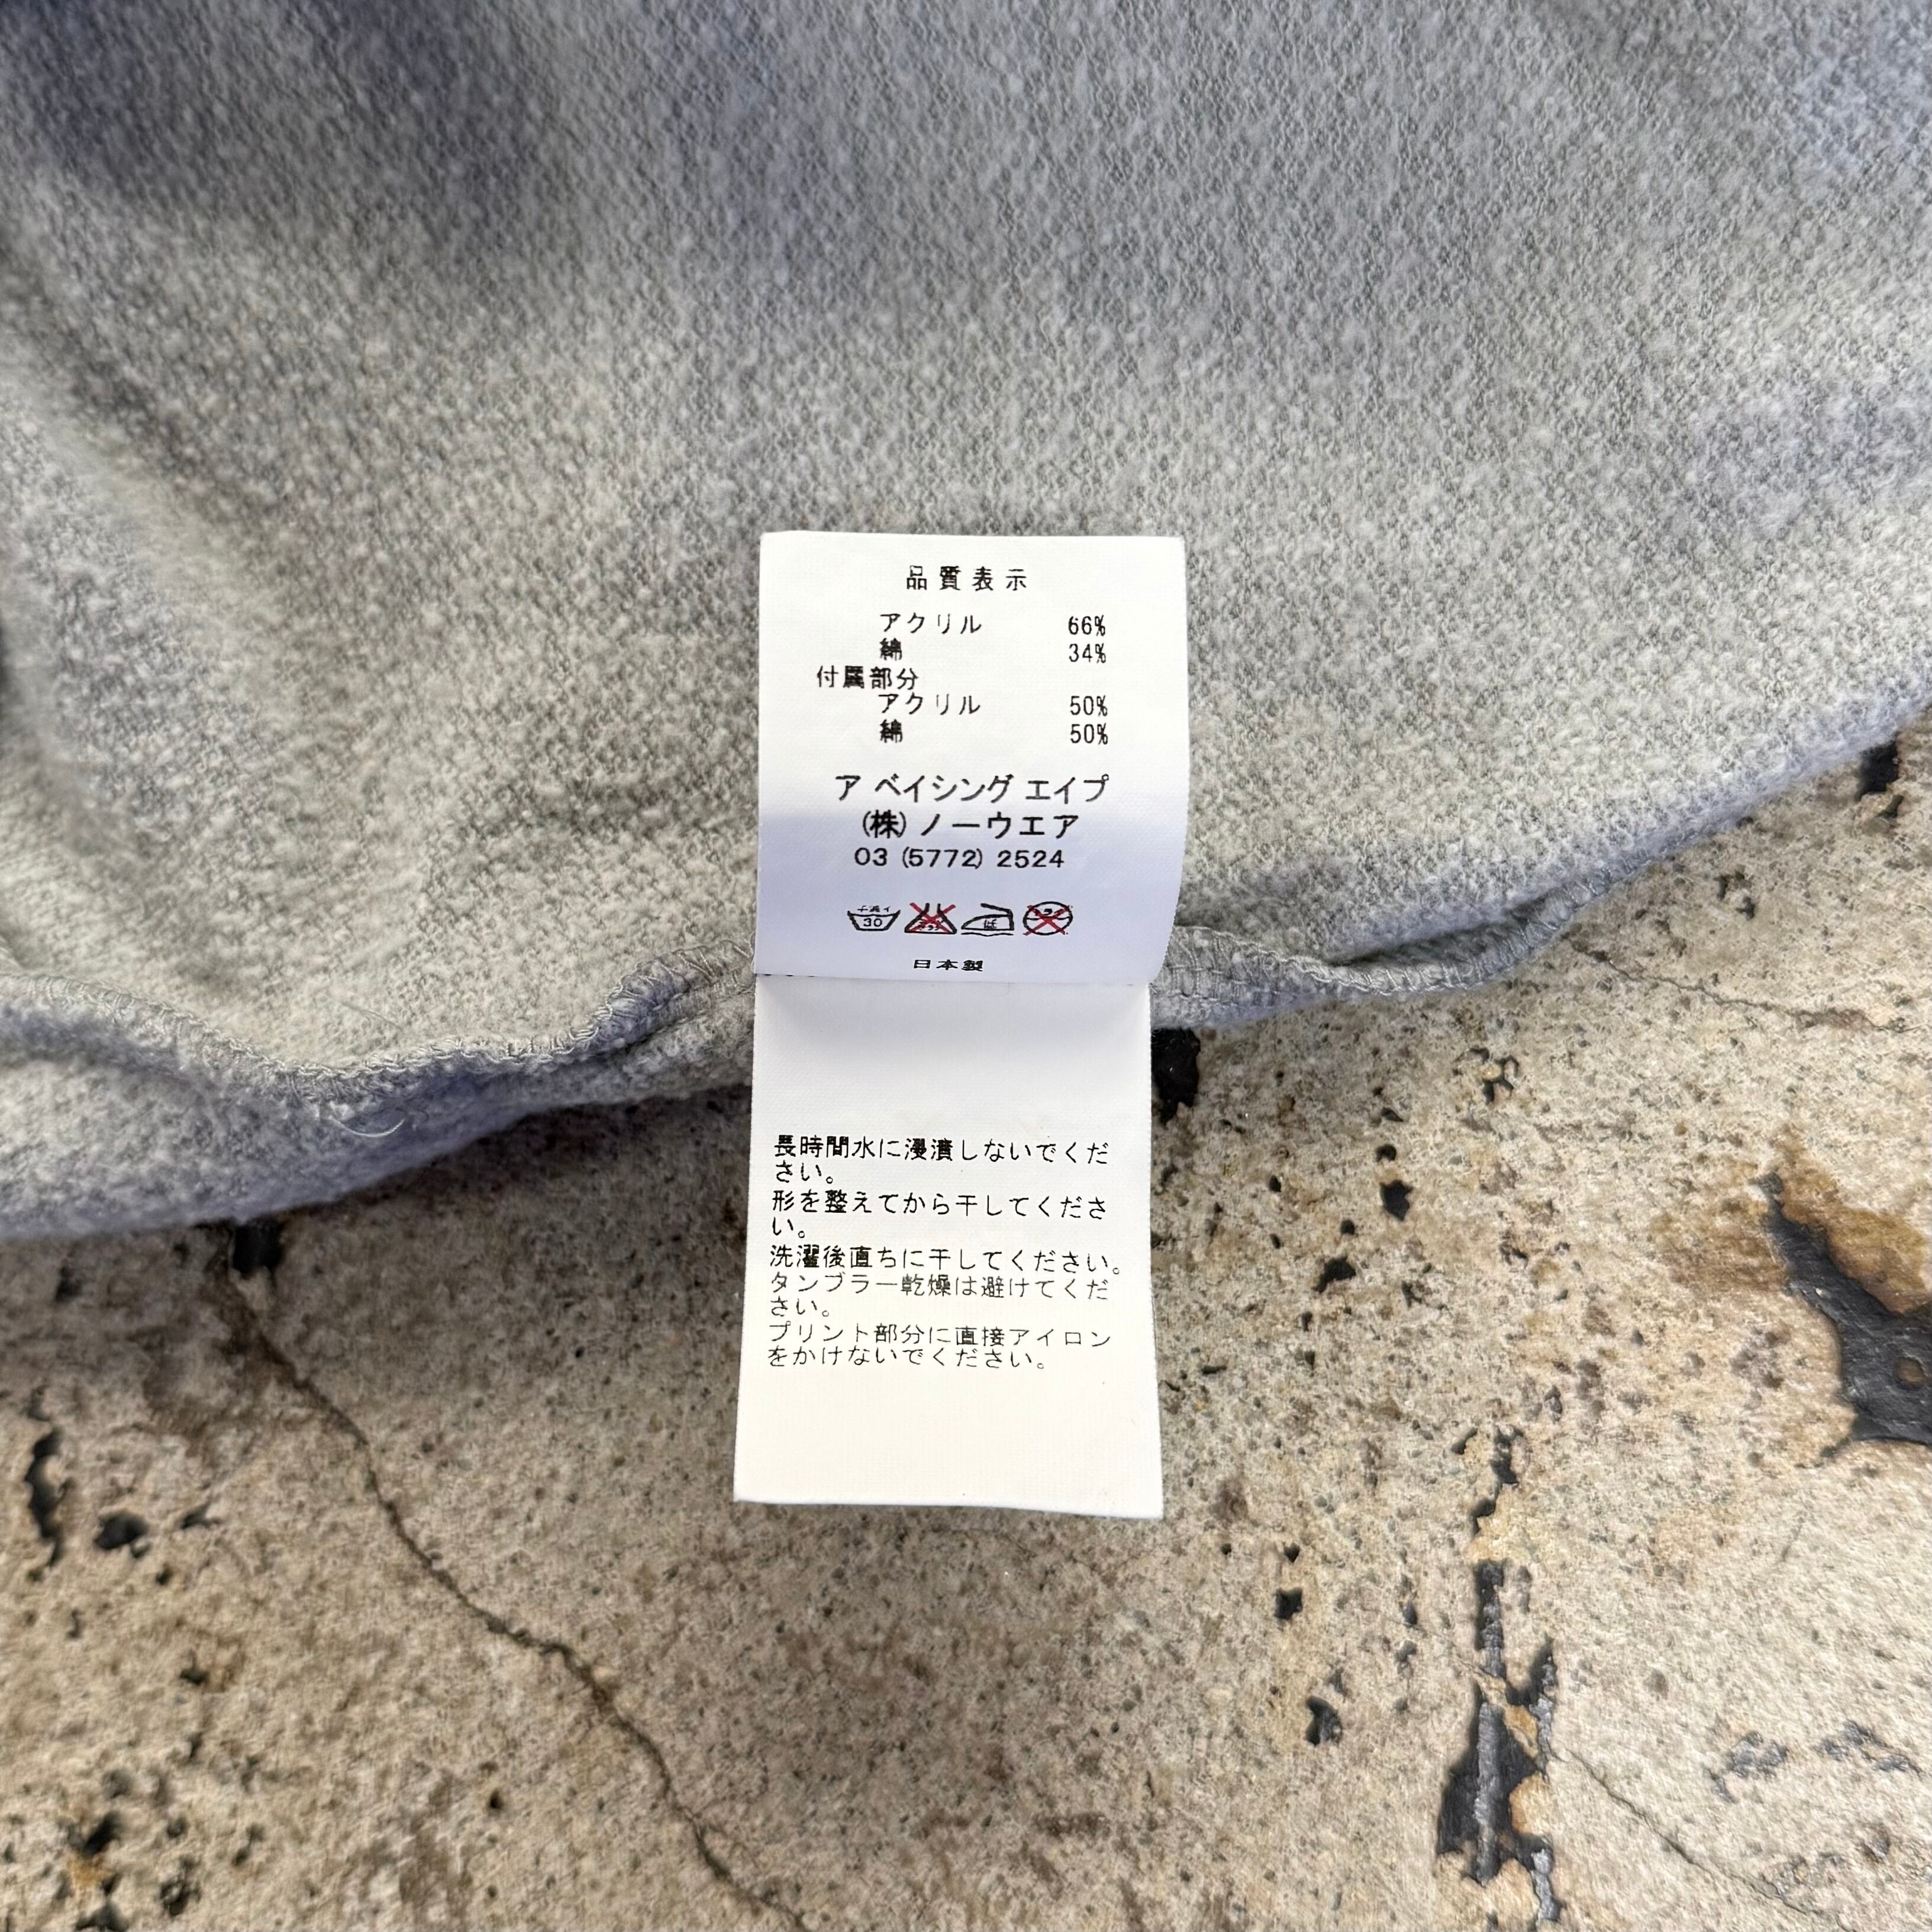 品質表示
アクリル 66%
綿 34%
付属部分
アクリル 50%
綿 50%
ア ベイシング エイプ
(株) ノーウエア
03 (5772) 2524
30
日本製
長時間水に浸漬しないでくだ
さい。
形を整えてから干してくださ
い。
洗濯後直ちに干してください。
タンブラー乾燥は避けてくだ
さい。
プリント部分に直接アイロン
をかけないでください。